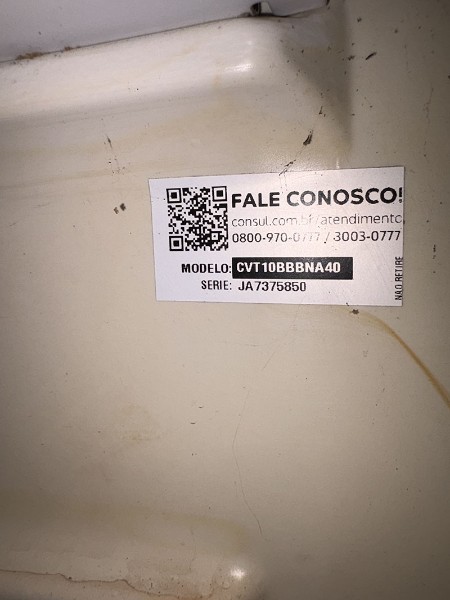 FALE CONOSCO!
consul.com.br/atendimento
0800-970-0777 / 3003-0777
MODELO: CVT10BBBNA40
SERIE: JA7375850
NÃO RETIRE